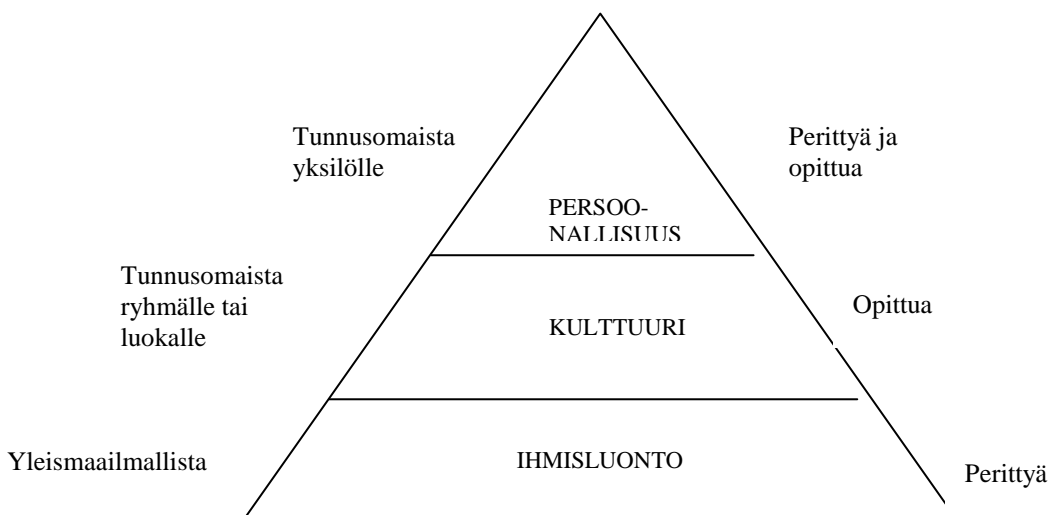 Tunnusomaista
yksilölle
Perittyä ja
opittua
PERSOO-
NALLISUUS
Tunnusomaista
ryhmälle tai
luokalle
KULTTUURI
Opittua
Yleismaailmallista
IHMISLUONTO
Perittyä